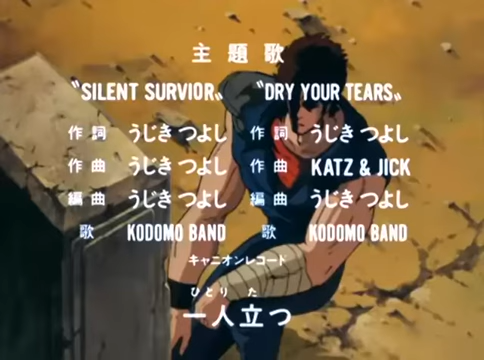 主題歌
〝SILENT SURVIOR〟 〝DRY YOUR TEARS〟
作詞 うじきつよし 作詞 うじきつよし
作曲 うじきつよし 作曲 KATZ & JICK
編曲 うじきつよし 編曲 うじきつよし
歌 KODOMO BAND 歌 KODOMO BAND
キャニオンレコード
ひとり た
一人立つ